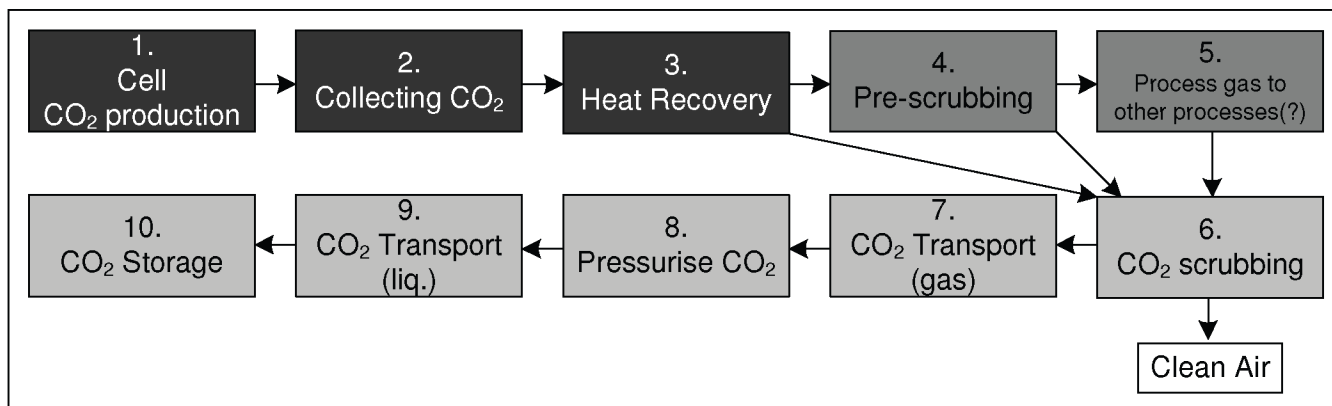 1.
Cell
CO₂ production
2.
Collecting CO₂
3.
Heat Recovery
4.
Pre-scrubbing
5.
Process gas to
other processes(?)
10.
CO₂ Storage
9.
CO₂ Transport
(liq.)
8.
Pressurise CO₂
7.
CO₂ Transport
(gas)
6.
CO₂ scrubbing
Clean Air